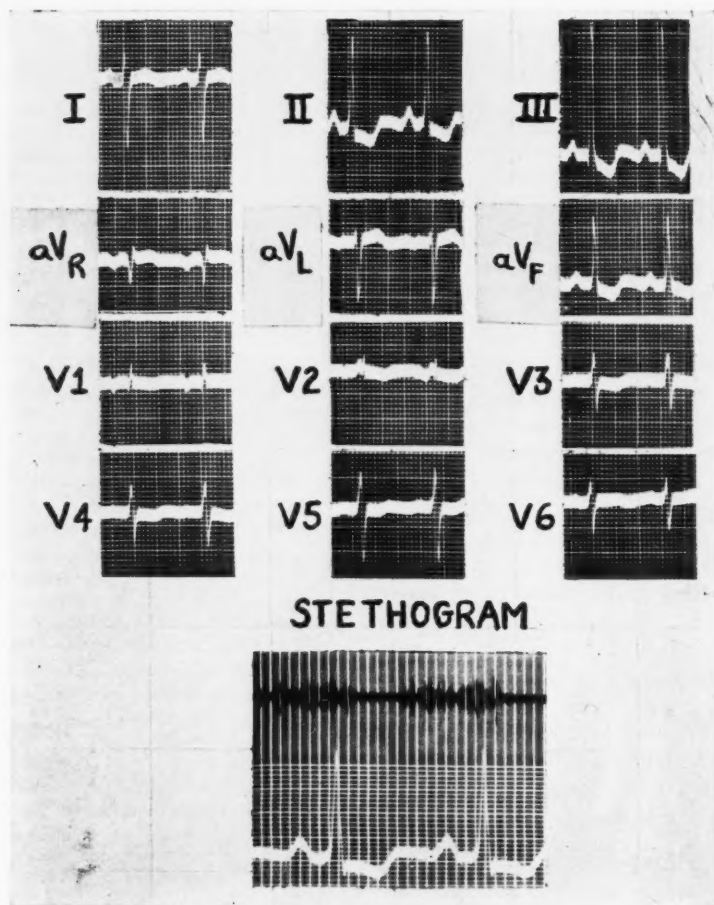 I II III
aVR aVL aVF
V1 V2 V3
V4 V5 V6
STETHOGRAM